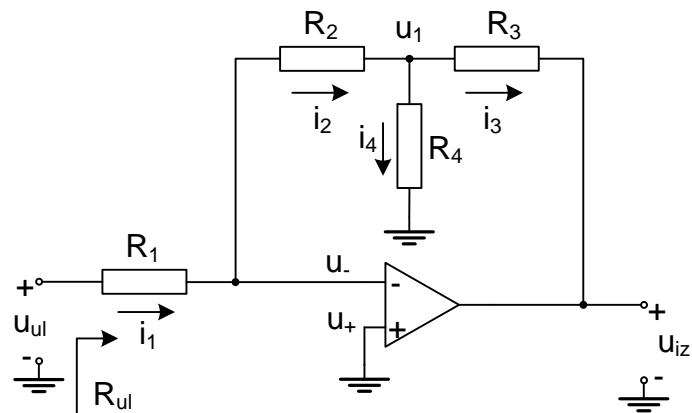 R2 u1 R3
i2 i3
i4 R4
R1 u-
+ -
uul i1 u+ + +
- uiz
Rul -